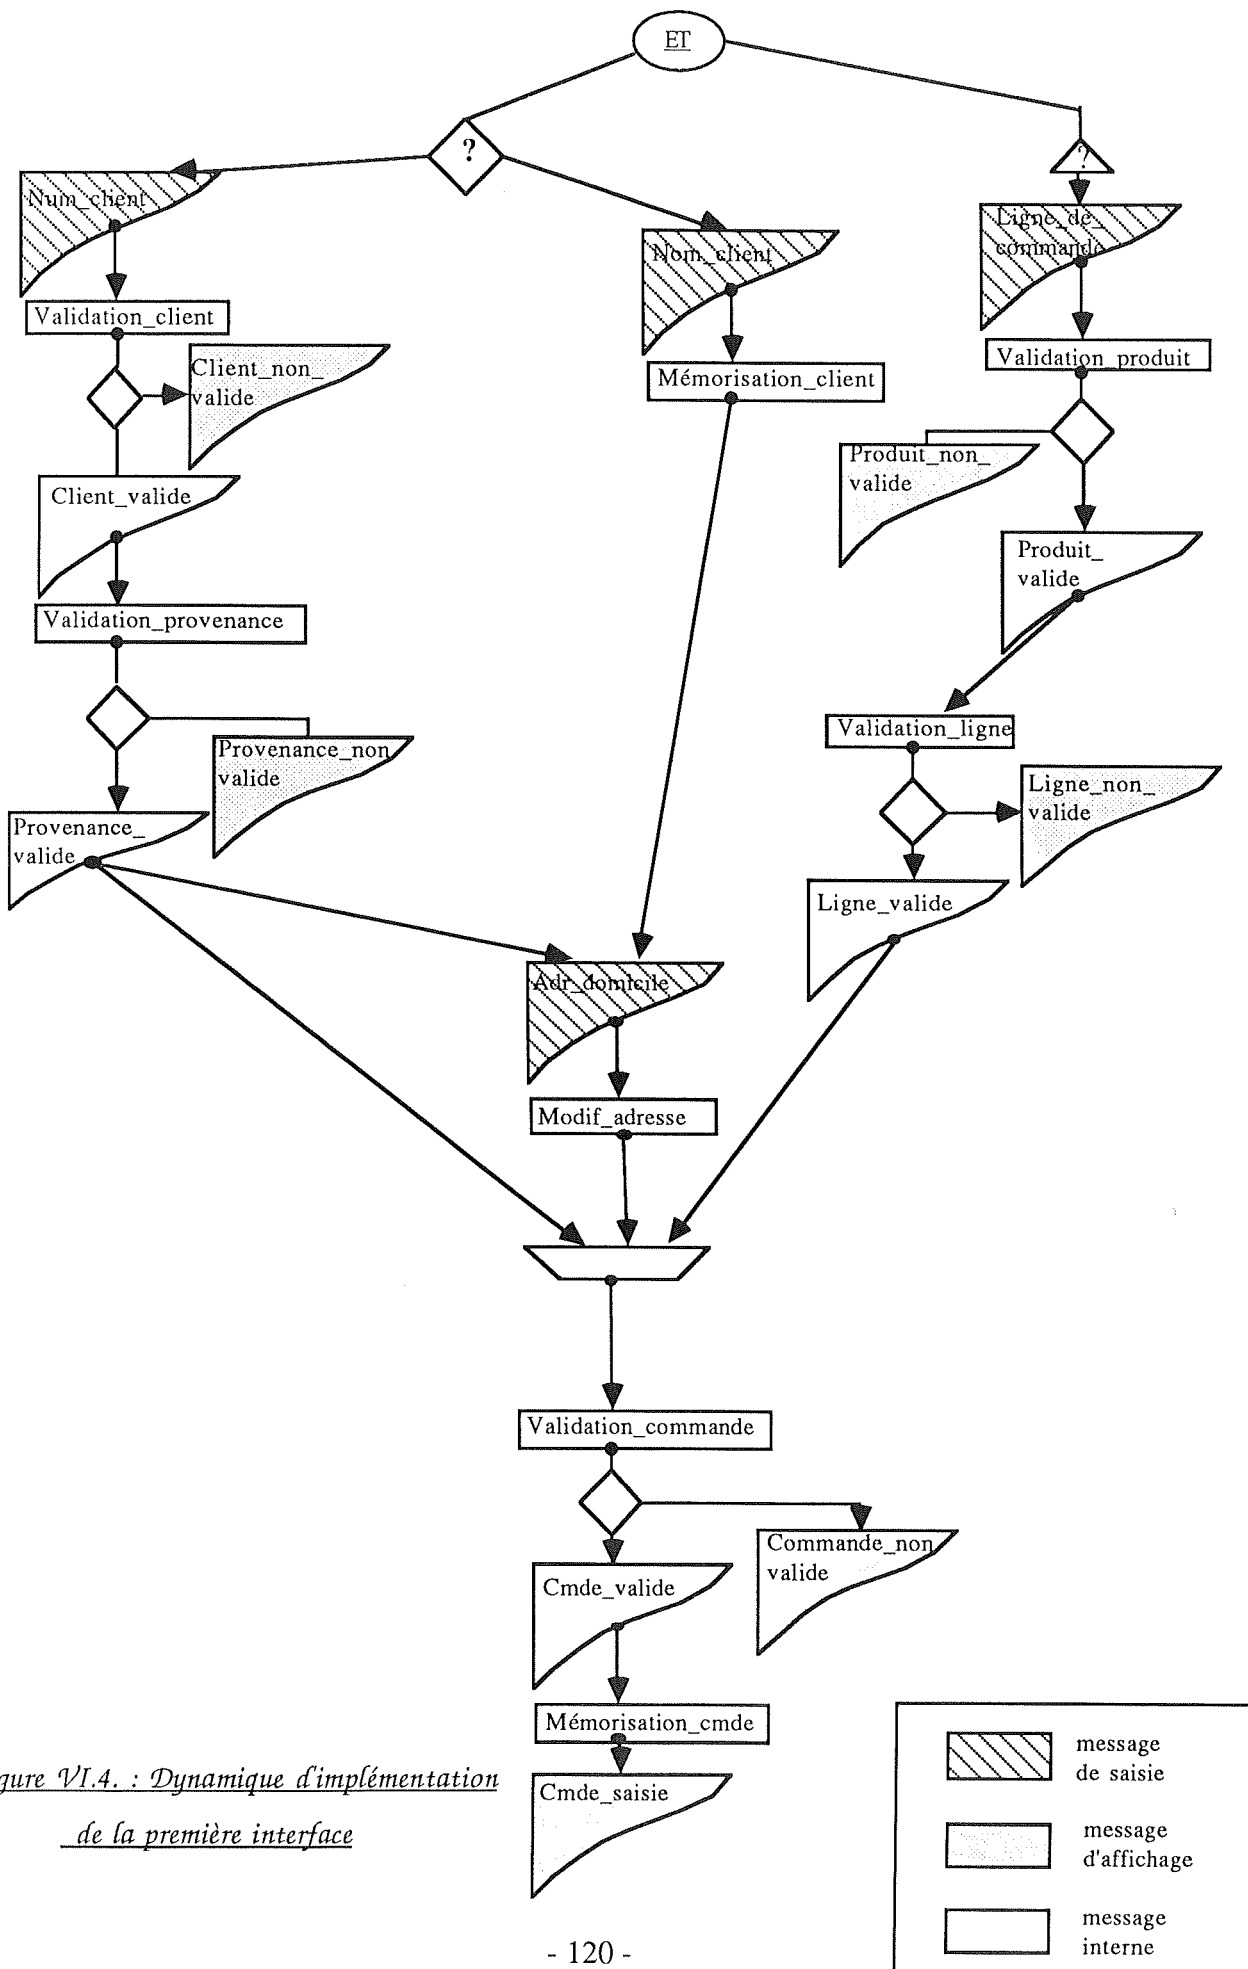 ET
?
?
Num_client
Nom_client
Ligne_de_
commande
Validation_client
Validation_produit
Client_non_
valide
Mémorisation_client
Produit_non_
valide
Client_valide
Produit_
valide
Validation_provenance
Validation_ligne
Provenance_non
valide
Ligne_non_
valide
Provenance_
valide
Ligne_valide
Adr_domicile
Modif_adresse
Validation_commande
Commande_non
valide
Cmde_valide
Mémorisation_cmde
Cmde_saisie
gure VI.4. : Dynamique d'implémentation
de la première interface
message
de saisie
message
d'affichage
message
interne
- 120 -